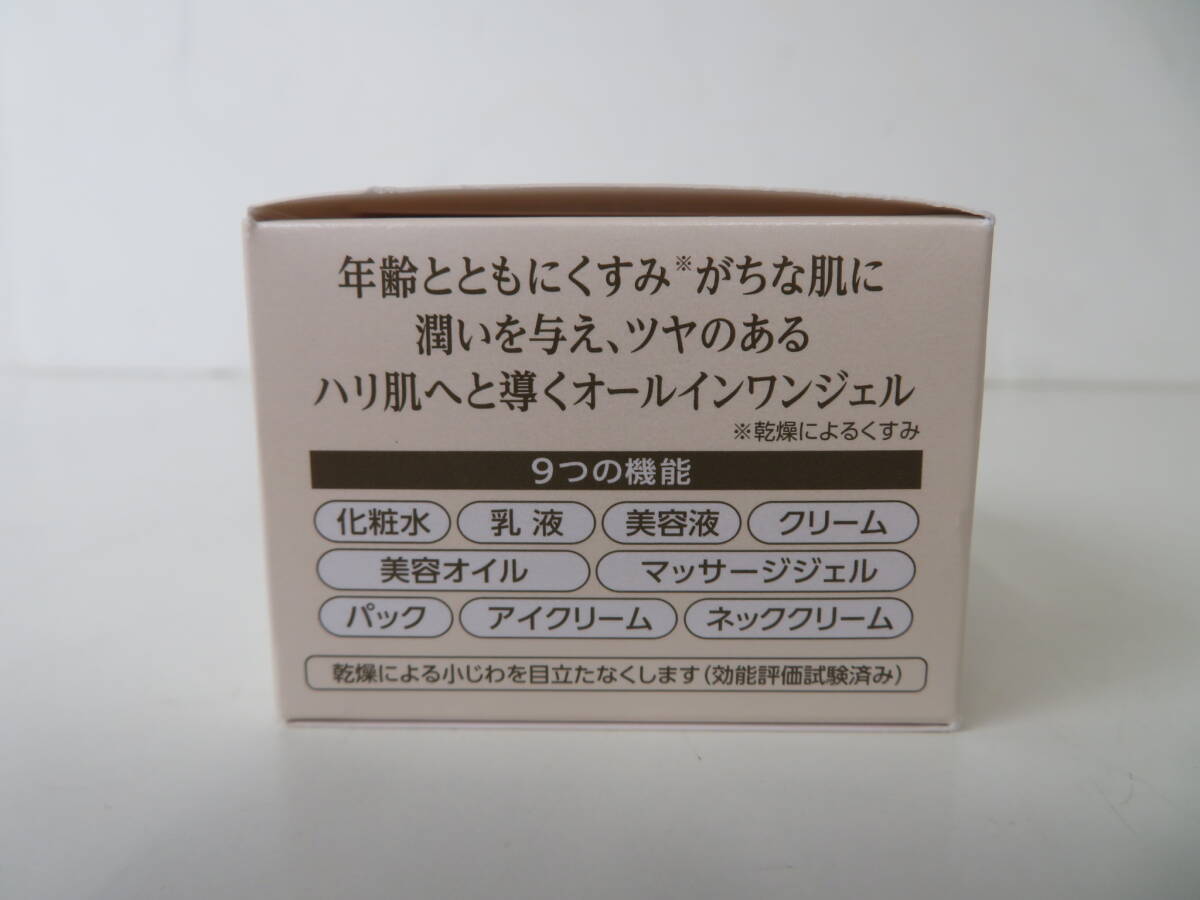 年齢とともにくすみ※がちな肌に
潤いを与え、ツヤのある
ハリ肌へと導くオールインワンジェル
※乾燥によるくすみ
9つの機能
化粧水 乳液 美容液 クリーム
美容オイル マッサージジェル
パック アイクリーム ネッククリーム
乾燥による小じわを目立たなくします(効能評価試験済み)